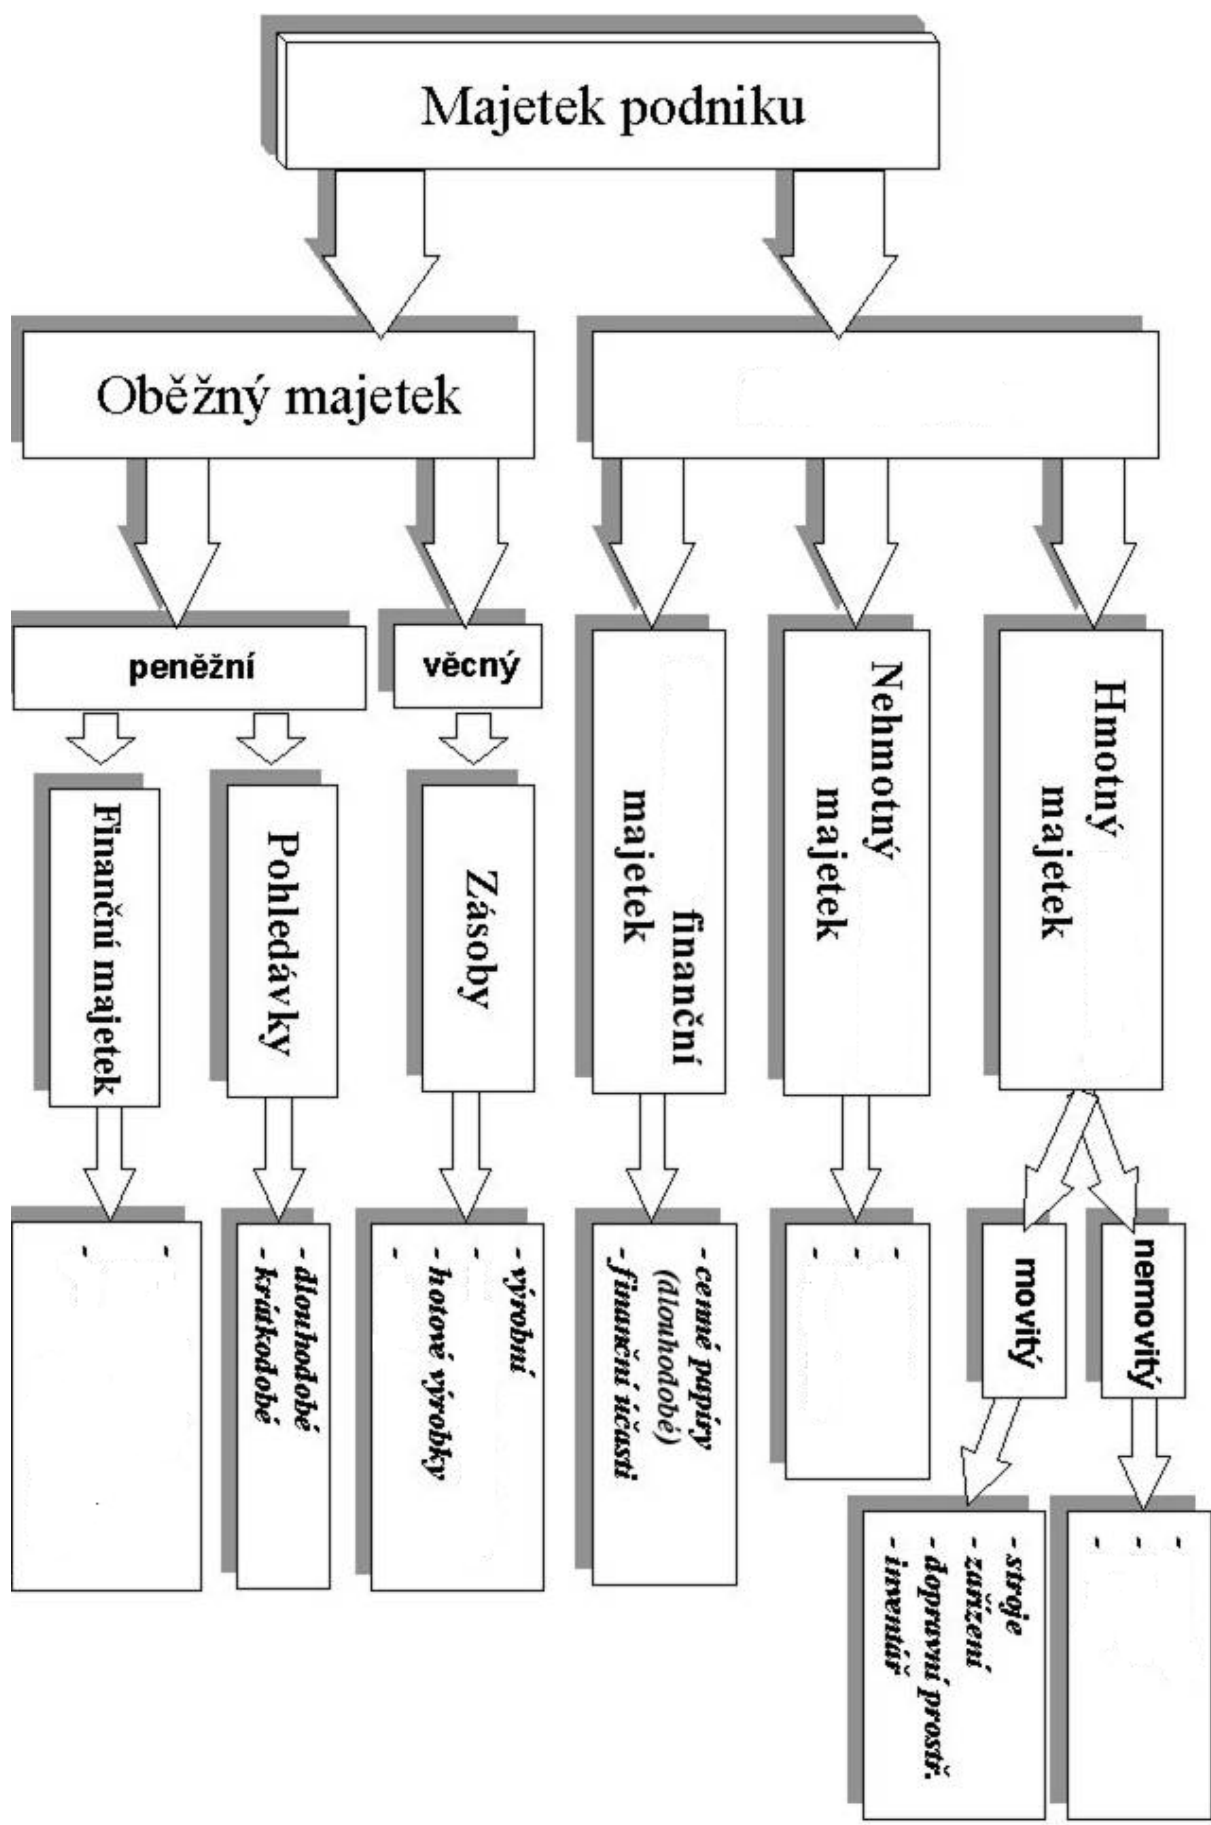 Majetek podniku
Oběžný majetek
peněžní
věcný
Finanční majetek
Pohledávky
Zásoby
finanční
majetek
Nehmotný
majetek
Hmotný
majetek
-
-
- dlouhodobé
- krátkodobé
- výrobní
-
- hotové výrobky
-
- cenné papíry
(dlouhodobé)
- finanční účasti
-
-
-
movitý
nemovitý
- stroje
- zařízení
- dopravní prostř.
- inventář
-
-
-